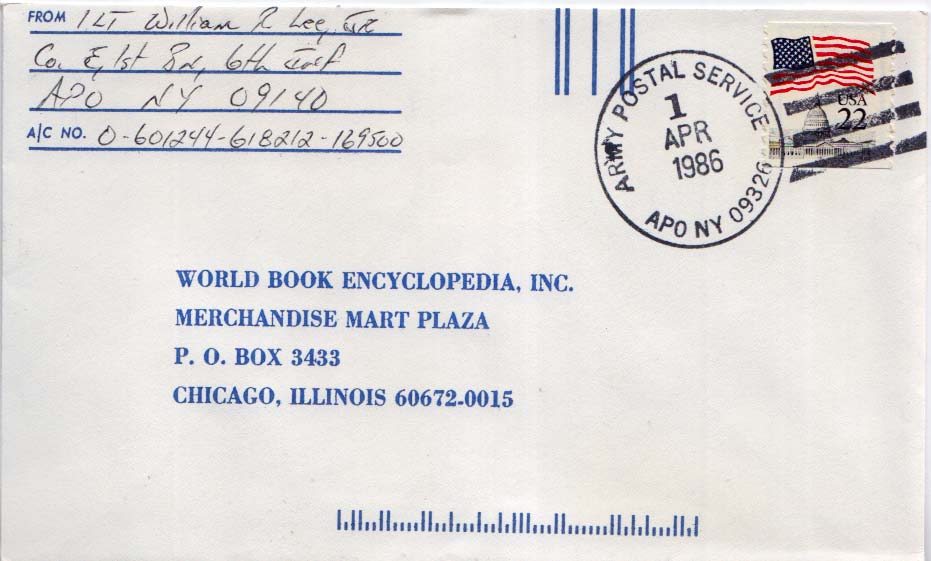 FROM 1LT William R Lee, Jr
Co. E, 1st Bn, 6th Inf
APO NY 09140
A/C NO. 0-601244-618212-169500
ARMY POSTAL SERVICE
1
APR
1986
APO NY 09326
USA
22
WORLD BOOK ENCYCLOPEDIA, INC.
MERCHANDISE MART PLAZA
P. O. BOX 3433
CHICAGO, ILLINOIS 60672-0015